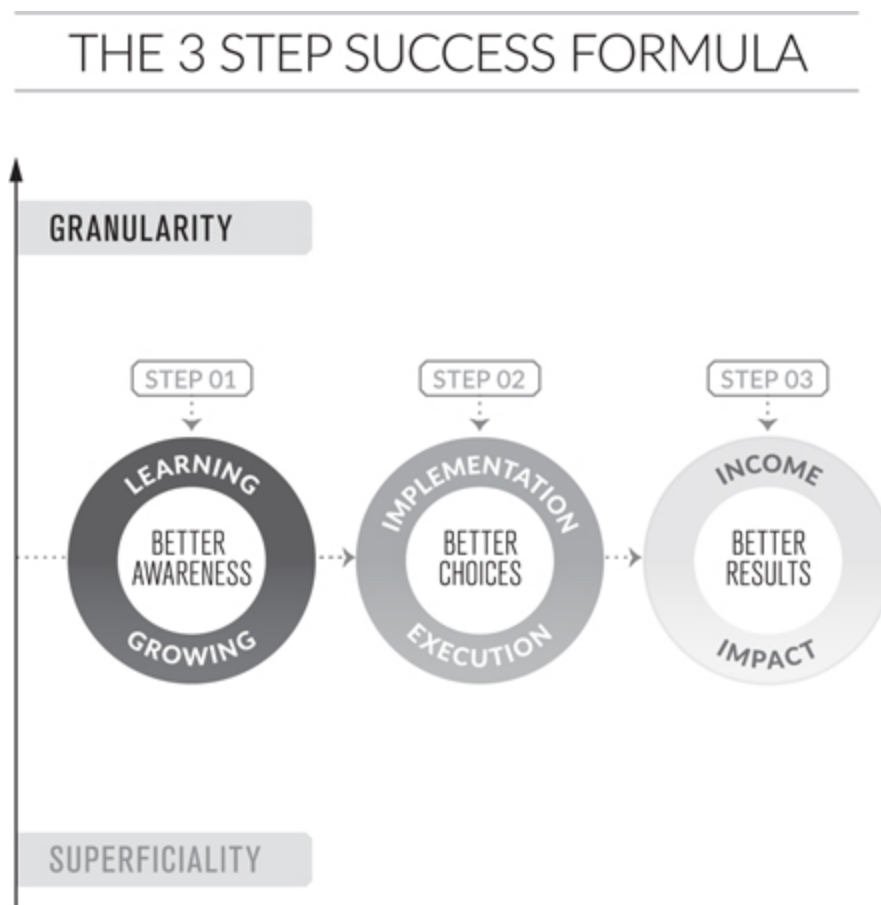 THE 3 STEP SUCCESS FORMULA
GRANULARITY
STEP 01
LEARNING
BETTER
AWARENESS
GROWING
STEP 02
IMPLEMENTATION
BETTER
CHOICES
EXECUTION
STEP 03
INCOME
BETTER
RESULTS
IMPACT
SUPERFICIALITY